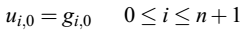 u_{i,0} = g_{i,0}   0 ≤ i ≤ n + 1